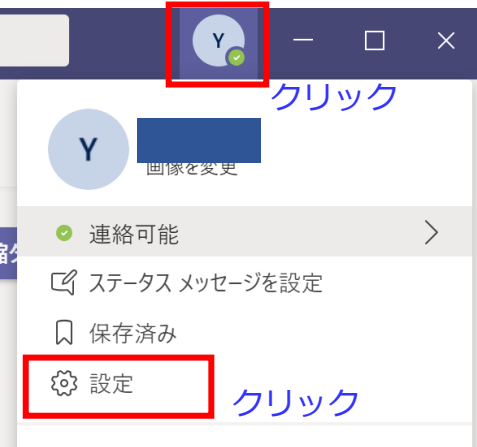 Y
クリック
Y
画像を変更
連絡可能
ステータス メッセージを設定
保存済み
設定
クリック